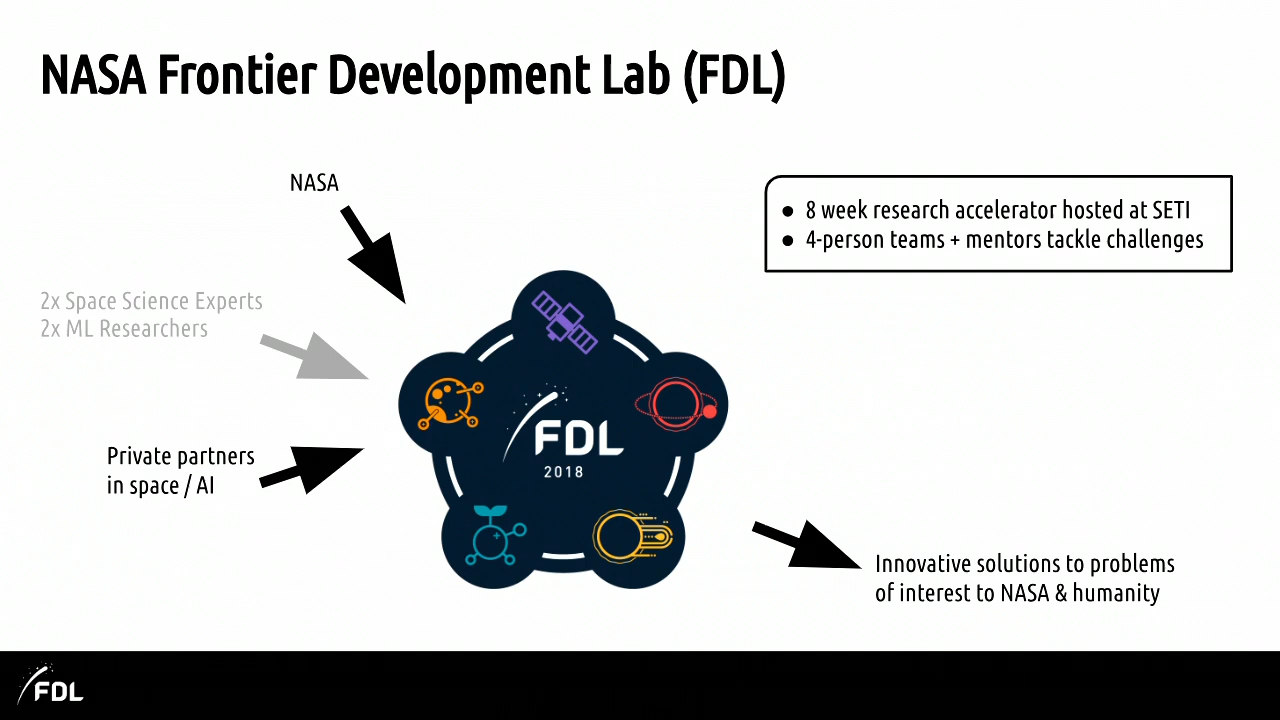 NASA Frontier Development Lab (FDL)
NASA
● 8 week research accelerator hosted at SETI
● 4-person teams + mentors tackle challenges
2x Space Science Experts
2x ML Researchers
FDL
2018
Private partners
in space / AI
Innovative solutions to problems
of interest to NASA & humanity
FDL